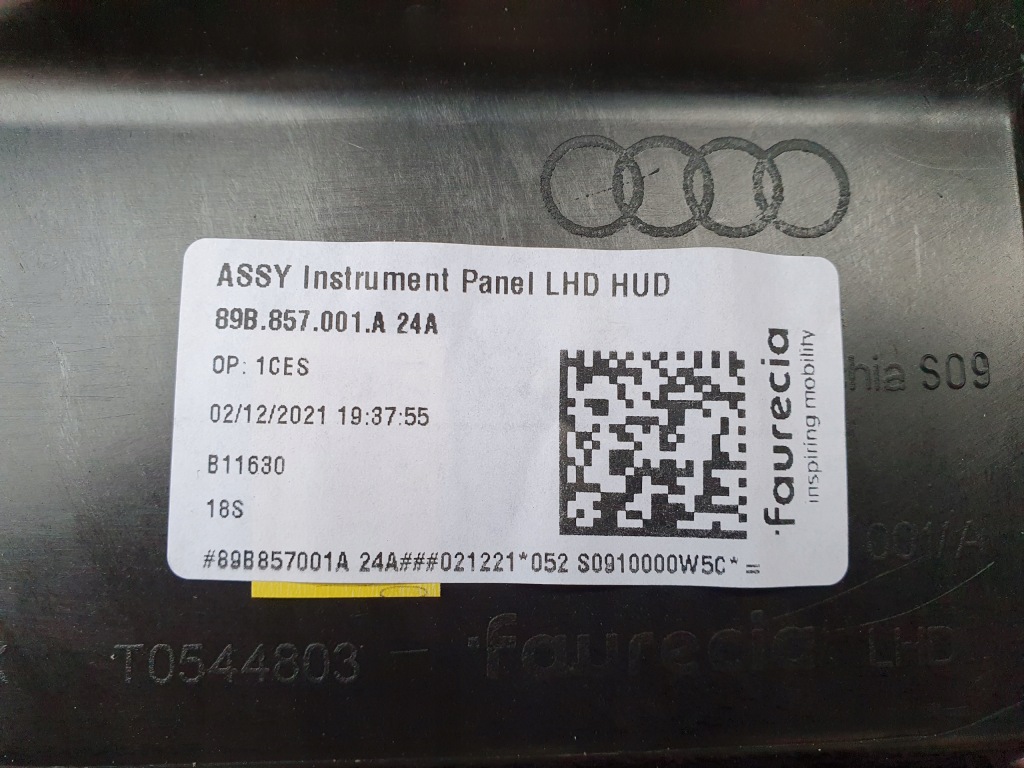 ASSY Instrument Panel LHD HUD
89B.857.001.A 24A
OP: 1CES
02/12/2021 19:37:55
B11630
18S
#89B857001A 24A###021221*052 S0910000W5C*=
faurecia
inspiring mobility
hia S09
001/A
T0544803 - faurecia LHD